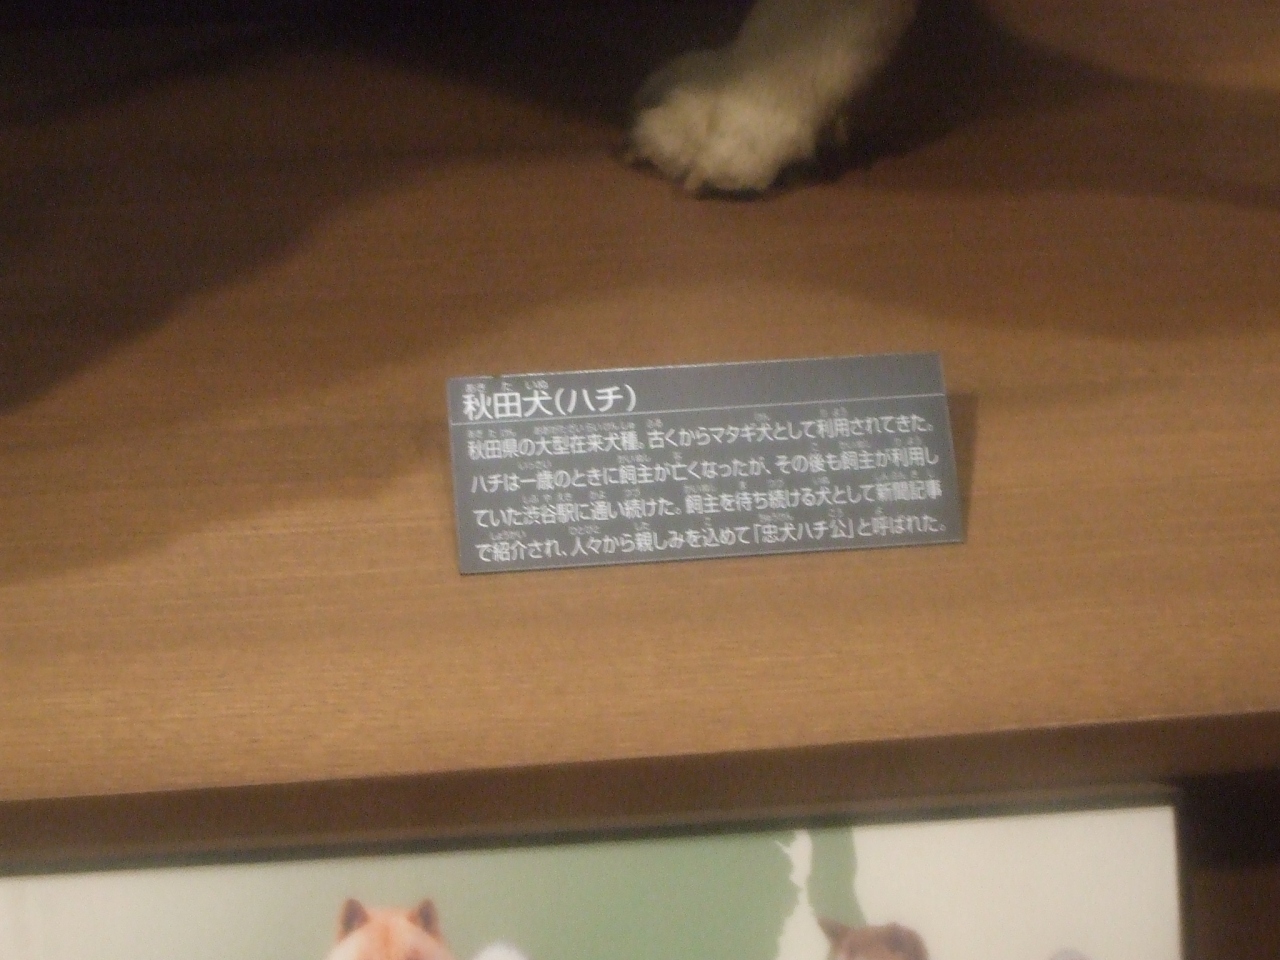 秋田犬(ハチ)
秋田県の大型在来犬種。古くからマタギ犬として利用されてきた。
ハチは一歳のときに飼主が亡くなったが、その後も飼主が利用し
ていた渋谷駅に通い続けた。飼主を待ち続ける犬として新聞記事
で紹介され、人々から親しみを込めて「忠犬ハチ公」と呼ばれた。